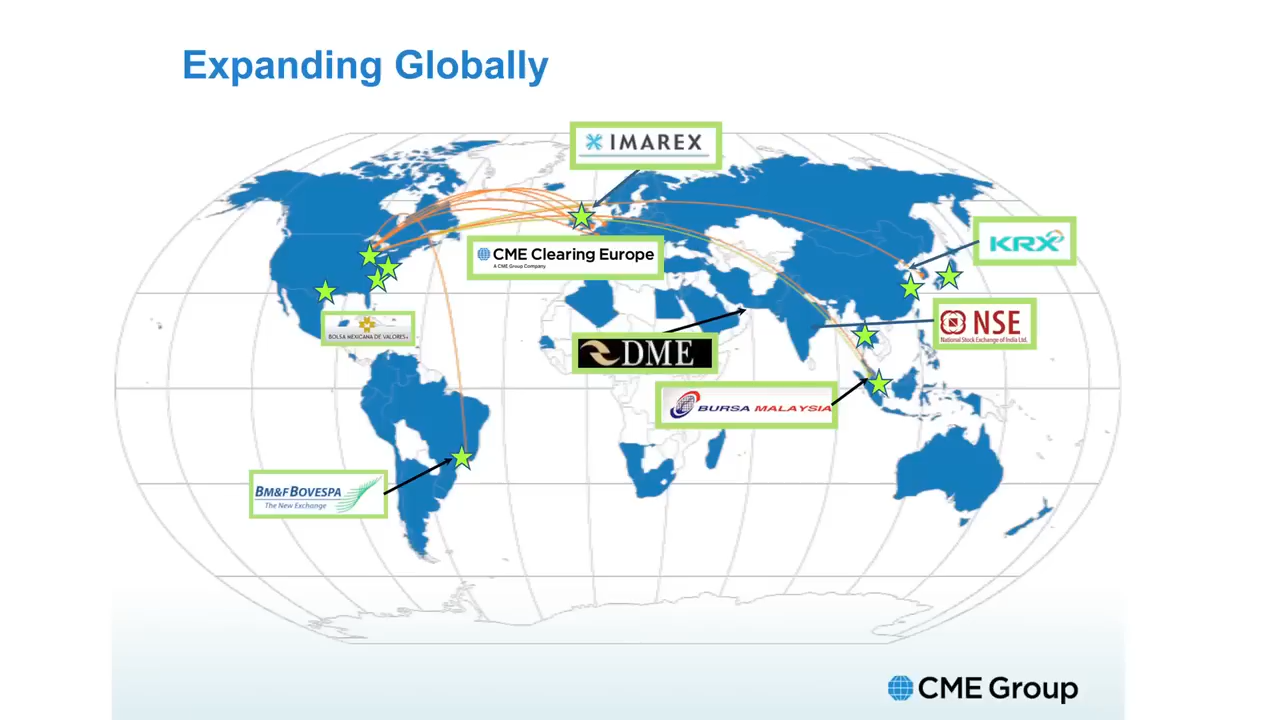 Expanding Globally
IMAREX
KRX
CME Clearing Europe
A CME Group Company
NSE
National Stock Exchange of India Ltd.
BOLSA MEXICANA DE VALORES
DME
BURSA MALAYSIA
BM&FBOVESPA
The New Exchange
CME Group